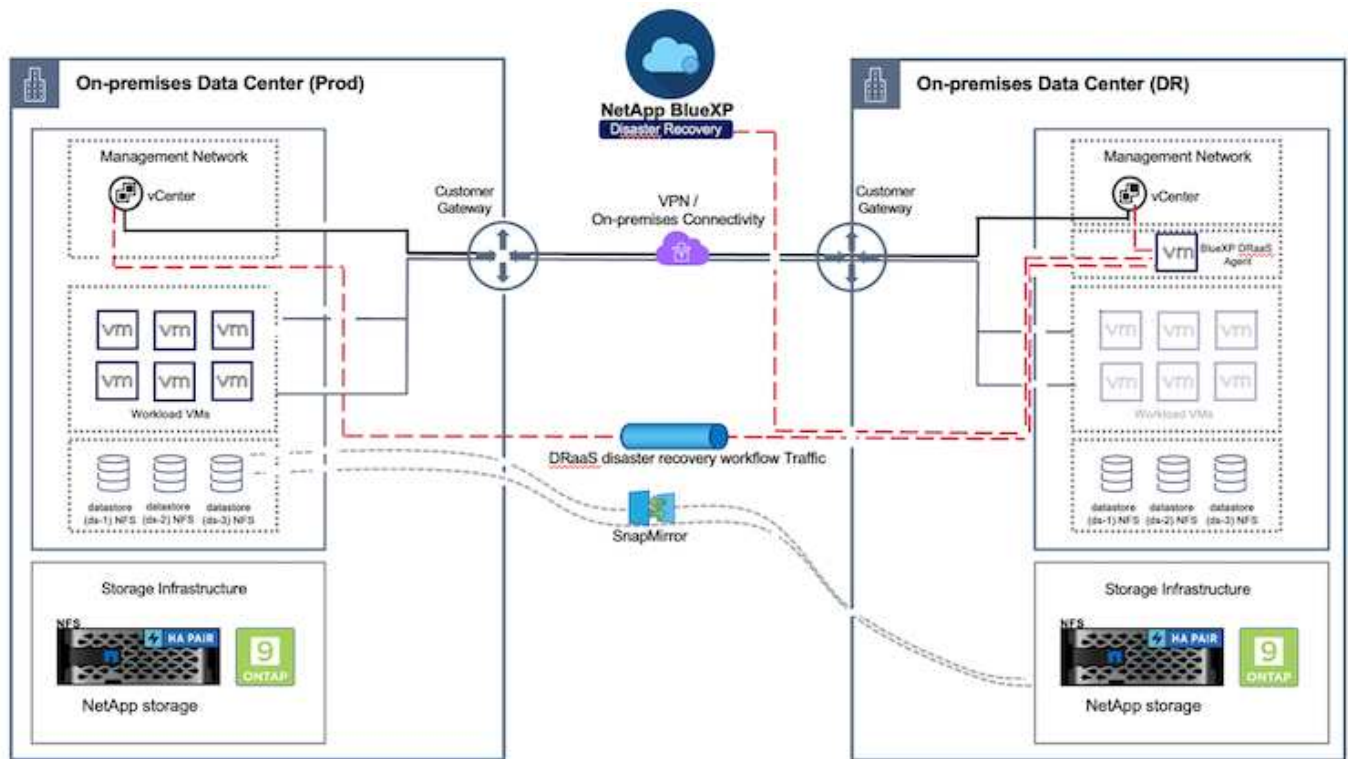 NetApp BlueXP
Disaster Recovery
On-premises Data Center (Prod)
Management Network
vCenter
Customer
Gateway
VPN /
On-premises Connectivity
vm vm vm
vm vm vm
Workload VMs
datastore
(ds-1) NFS
datastore
(ds-2) NFS
datastore
(ds-3) NFS
DRaaS disaster recovery workflow Traffic
SnapMirror
Storage Infrastructure
NFS
HA PAIR
9
ONTAP
NetApp storage
On-premises Data Center (DR)
Customer
Gateway
Management Network
vCenter
vm
BlueXP DRaaS
Agent
vm vm vm
vm vm vm
Workload VMs
datastore
(ds-1) NFS
datastore
(ds-2) NFS
datastore
(ds-3) NFS
Storage Infrastructure
NFS
HA PAIR
9
ONTAP
NetApp storage